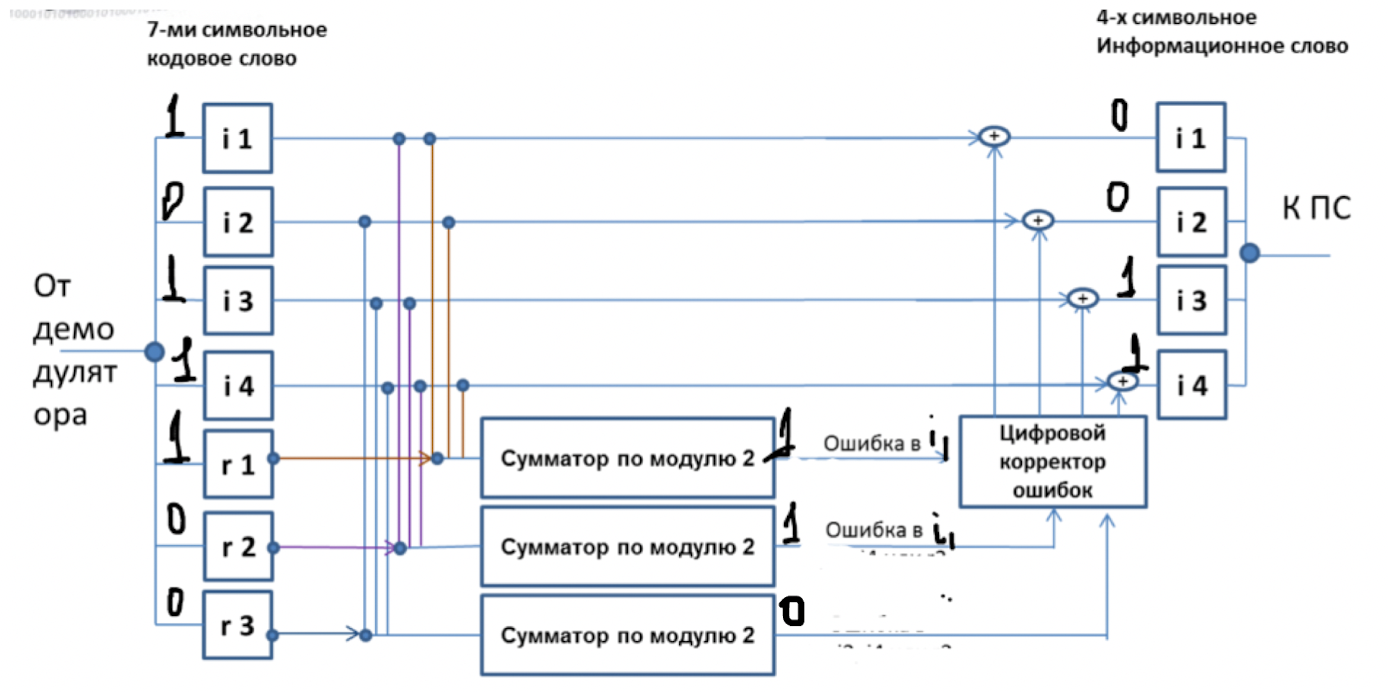 7-ми символьное
кодовое слово
4-х символьное
Информационное слово
1
i 1
0
i 1
0
i 2
0
i 2
К ПС
От
демо
дулят
ора
1
i 3
1
i 3
1
i 4
1
i 4
1
r 1
Сумматор по модулю 2
1
Ошибка в i1
Цифровой
корректор
ошибок
0
r 2
Сумматор по модулю 2
1
Ошибка в i1
0
r 3
Сумматор по модулю 2
0